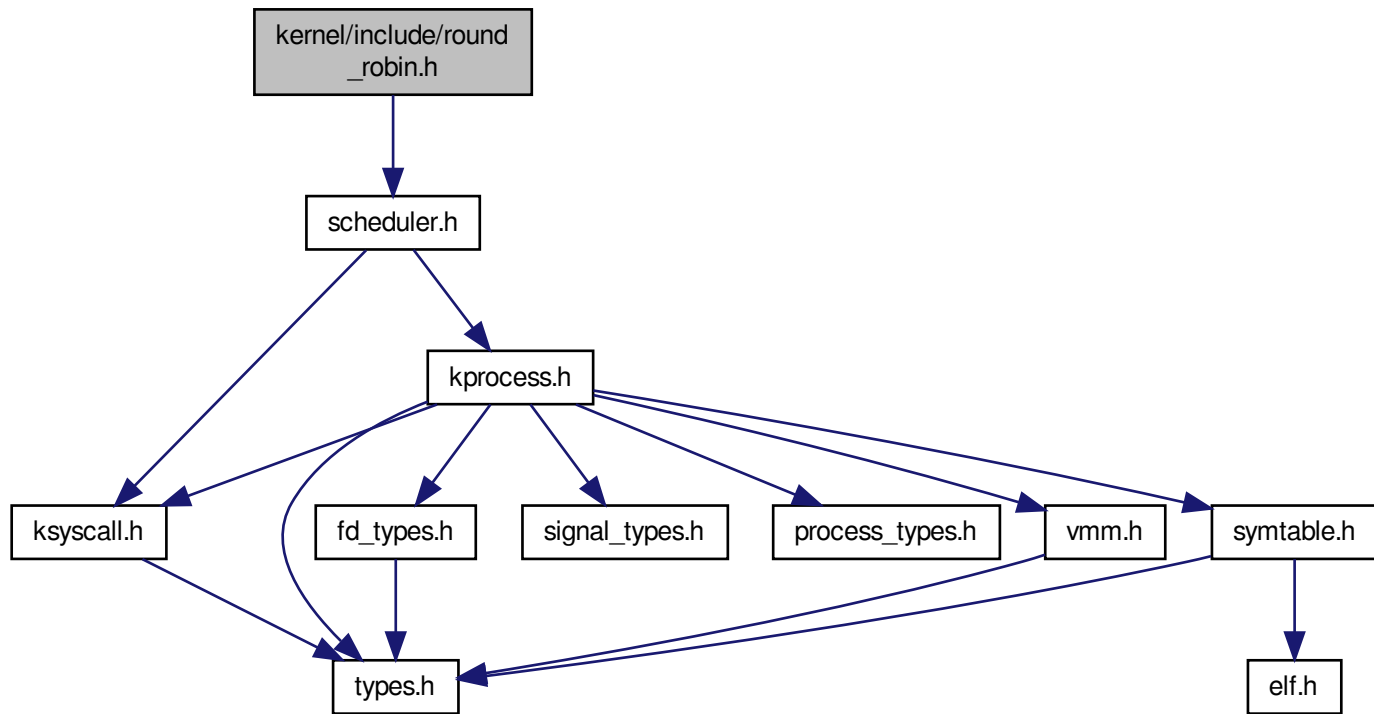 kernel/include/round
_robin.h
scheduler.h
kprocess.h
ksyscall.h
fd_types.h
signal_types.h
process_types.h
vmm.h
symtable.h
types.h
elf.h